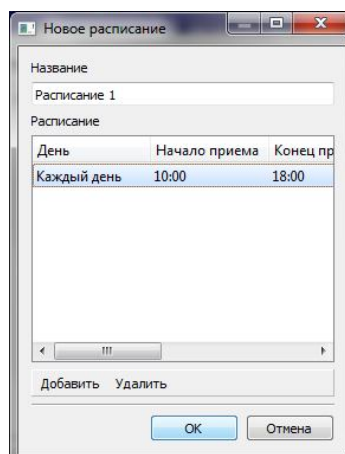 Новое расписание
Название
Расписание 1
Расписание
День Начало приема Конец пр
Каждый день 10:00 18:00
Добавить Удалить
OK Отмена